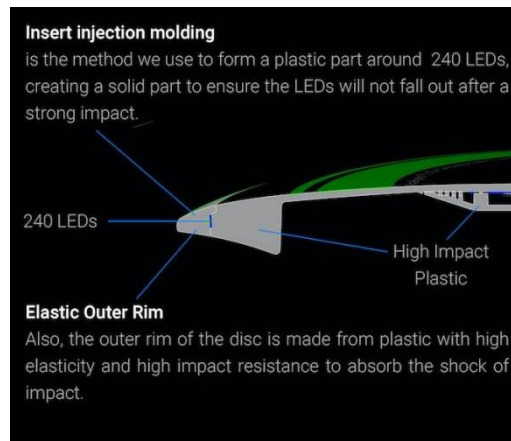 Insert injection molding
is the method we use to form a plastic part around 240 LEDs,
creating a solid part to ensure the LEDs will not fall out after a
strong impact.
240 LEDs
High Impact
Plastic
Elastic Outer Rim
Also, the outer rim of the disc is made from plastic with high
elasticity and high impact resistance to absorb the shock of
impact.